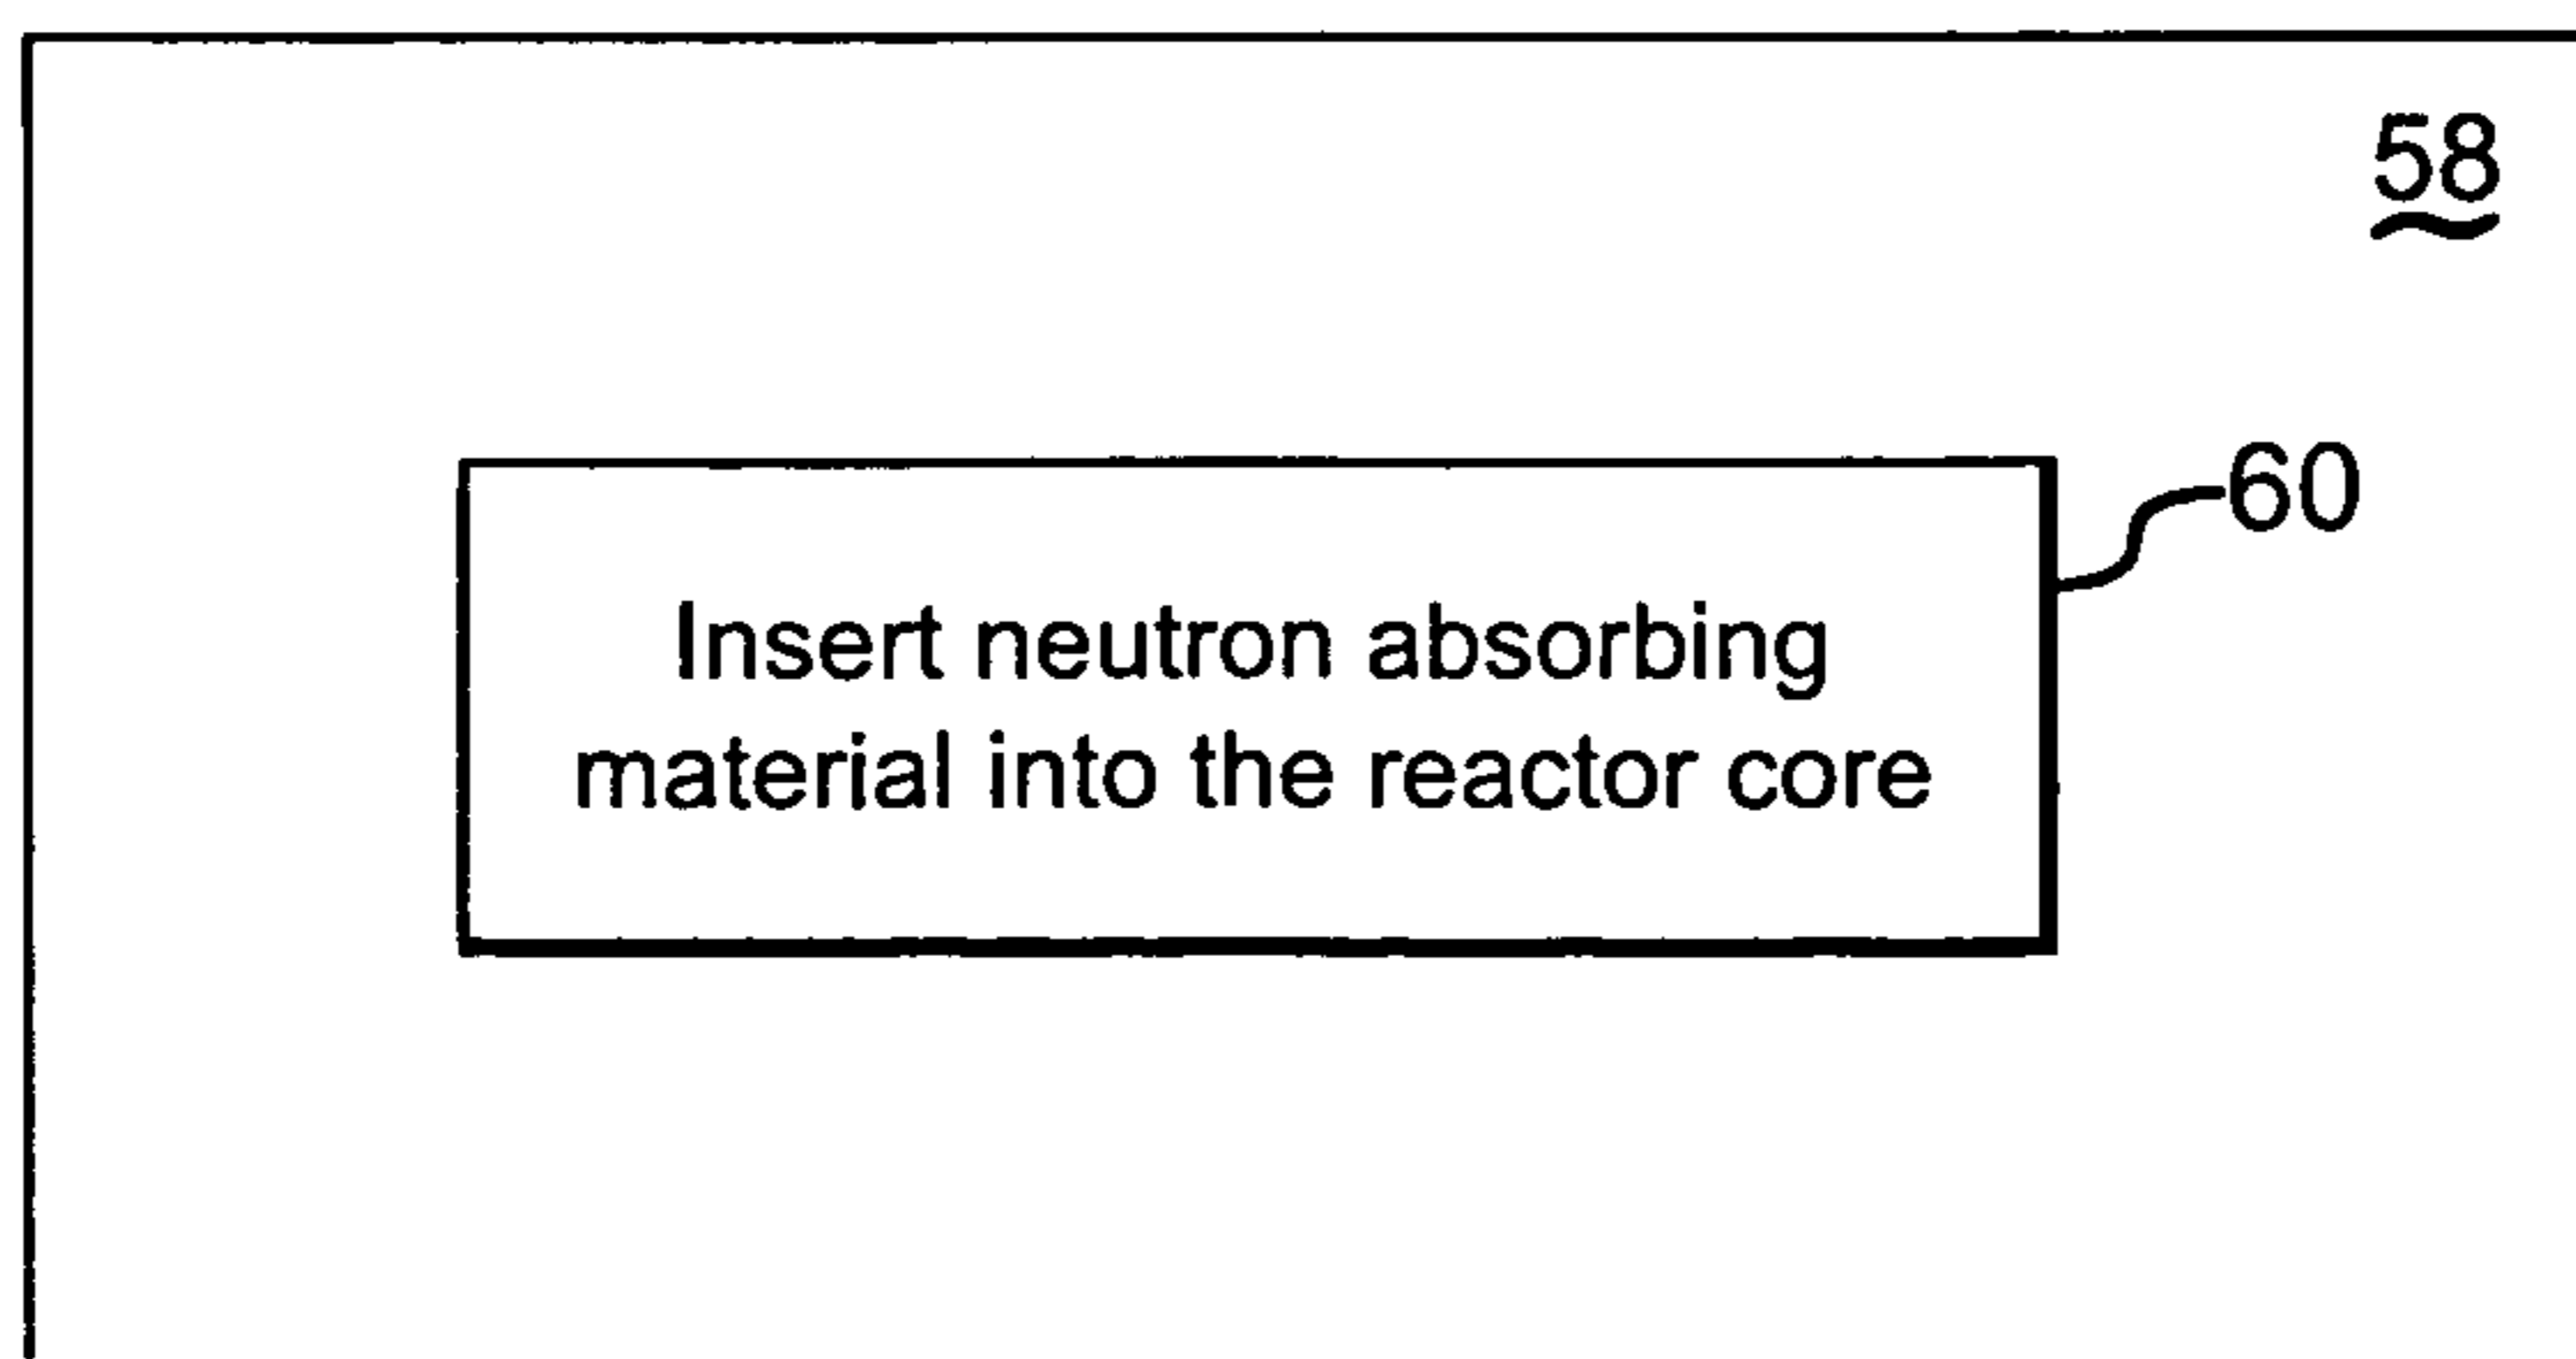 58
60
Insert neutron absorbing
material into the reactor core